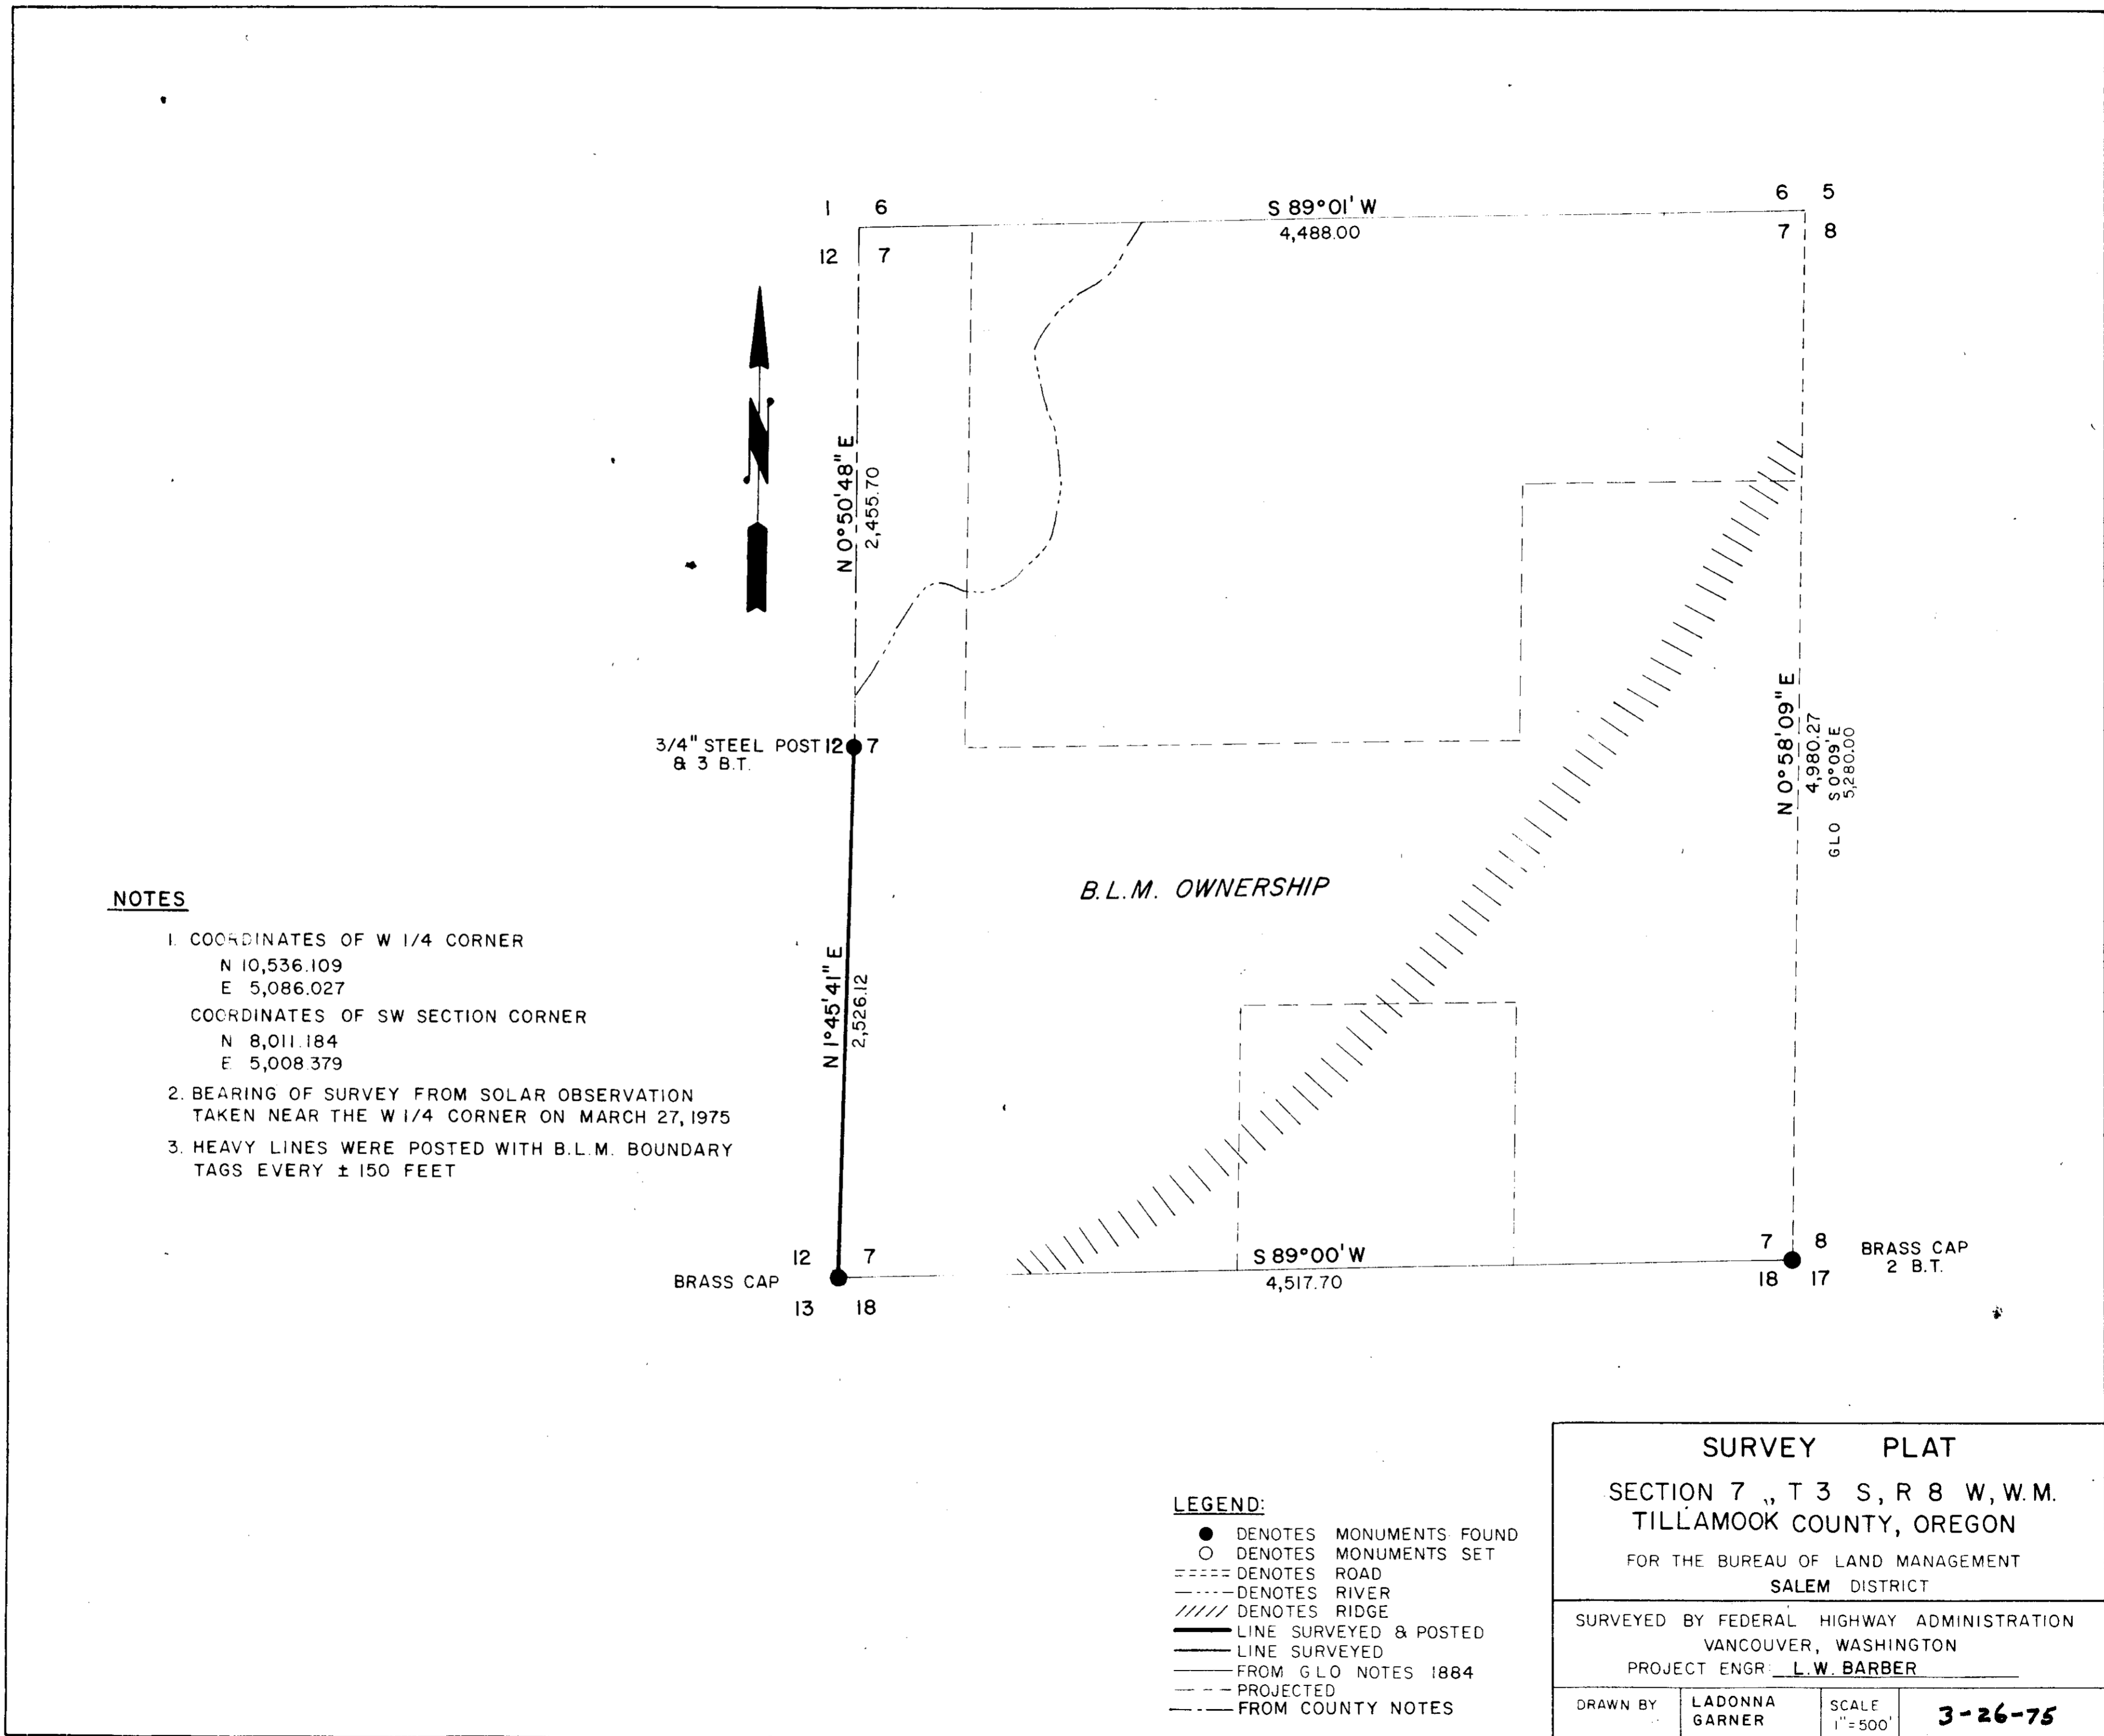 1 6
S 89°01' W
6 5
4,488.00
7 8
12 7
N
N 0°50'48" E
2,455.70
3/4" STEEL POST 12 7
& 3 B.T.
N 0°58'09" E
4,980.27
GLO S 0°09' E
5,280.00
B.L.M. OWNERSHIP
NOTES
1. COORDINATES OF W 1/4 CORNER
N 10,536.109
E 5,086.027
COORDINATES OF SW SECTION CORNER
N 8,011.184
E 5,008.379
2. BEARING OF SURVEY FROM SOLAR OBSERVATION
TAKEN NEAR THE W 1/4 CORNER ON MARCH 27, 1975
3. HEAVY LINES WERE POSTED WITH B.L.M. BOUNDARY
TAGS EVERY ± 150 FEET
N 1°45'41" E
2,526.12
12 7
BRASS CAP
13 18
S 89°00' W
4,517.70
7 8
18 17
BRASS CAP
2 B.T.
LEGEND:
DENOTES MONUMENTS FOUND
DENOTES MONUMENTS SET
DENOTES ROAD
DENOTES RIVER
DENOTES RIDGE
LINE SURVEYED & POSTED
LINE SURVEYED
FROM GLO NOTES 1884
PROJECTED
FROM COUNTY NOTES
SURVEY PLAT
SECTION 7 ,, T 3 S, R 8 W, W.M.
TILLAMOOK COUNTY, OREGON
FOR THE BUREAU OF LAND MANAGEMENT
SALEM DISTRICT
SURVEYED BY FEDERAL HIGHWAY ADMINISTRATION
VANCOUVER, WASHINGTON
PROJECT ENGR: L.W. BARBER
DRAWN BY
LADONNA
GARNER
SCALE
1"=500'
3-26-75